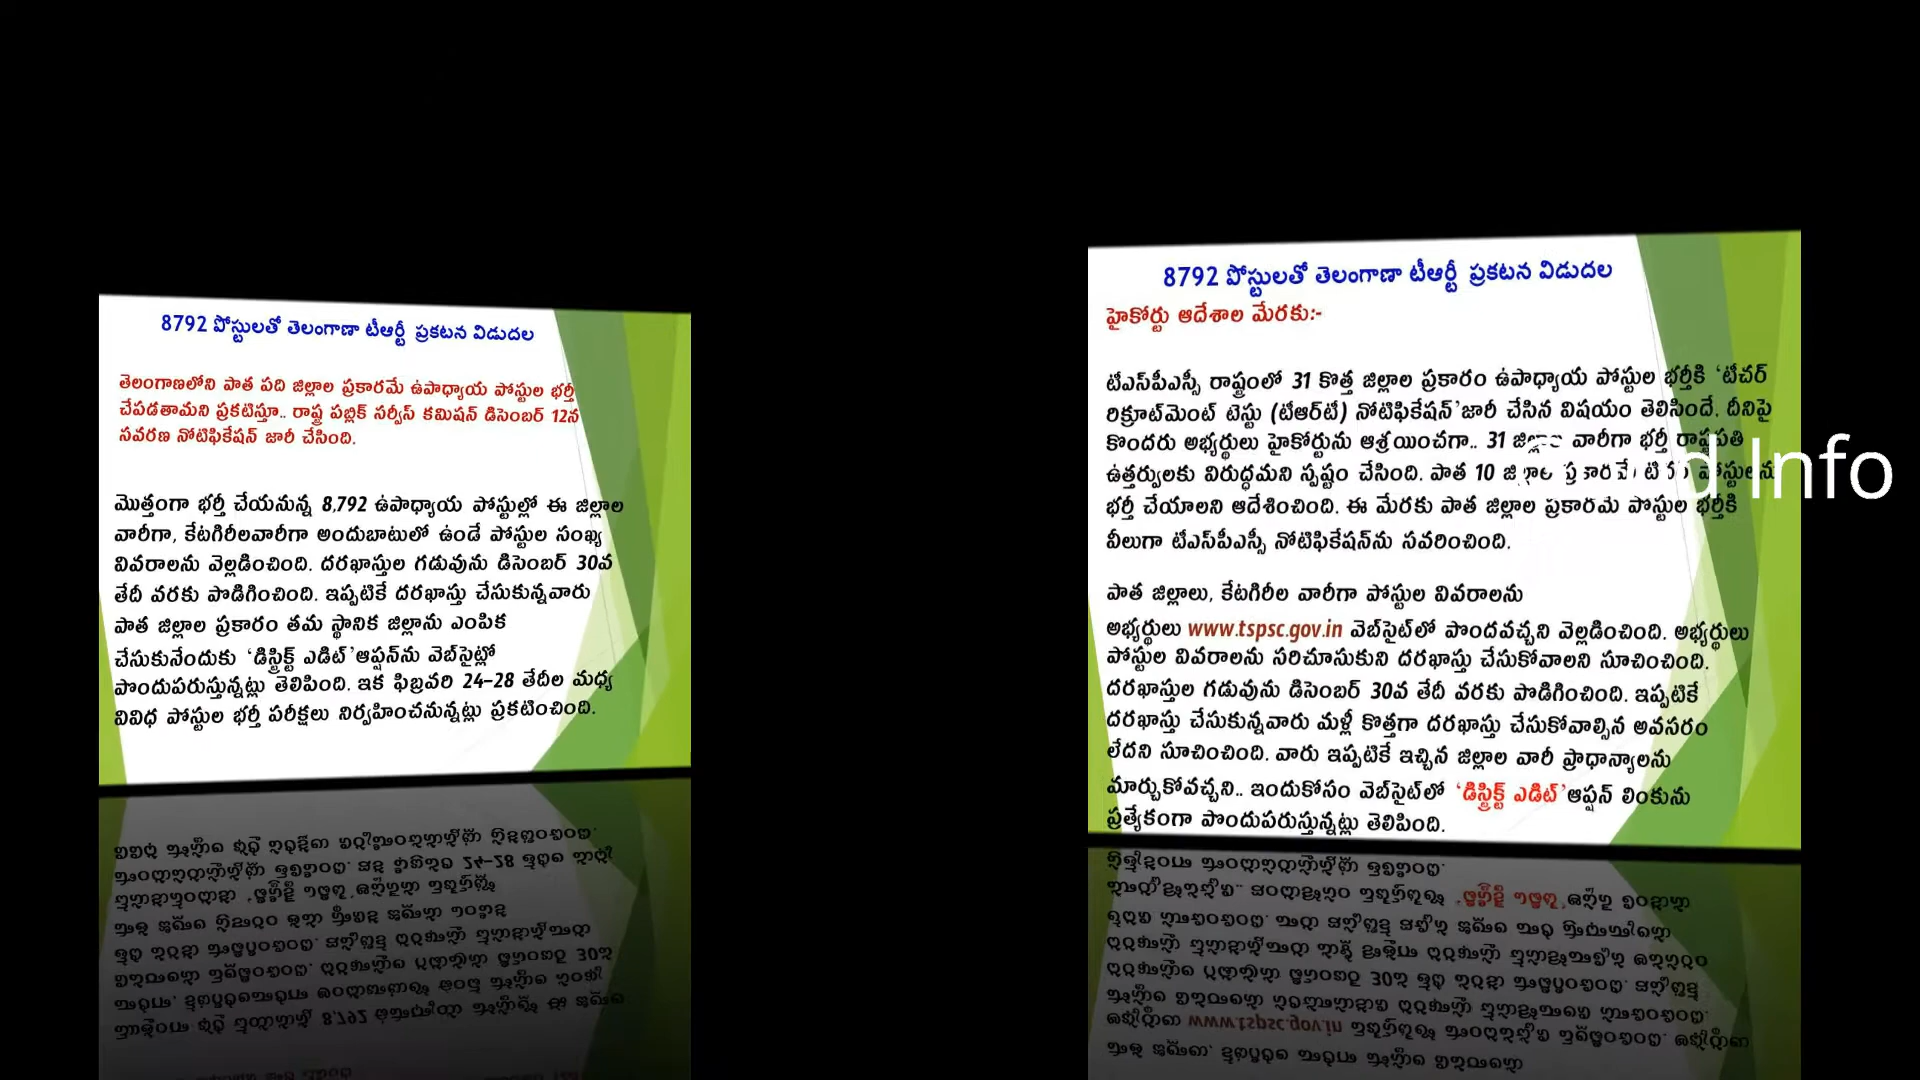 8792 పోస్టులతో తెలంగాణా టీఆర్టీ ప్రకటన విడుదల
తెలంగాణలోని పాత పది జిల్లాల ప్రకారమే ఉపాధ్యాయ పోస్టుల భర్తీ
చేపడతామని ప్రకటిస్తూ.. రాష్ట్ర పబ్లిక్ సర్వీస్ కమిషన్ డిసెంబర్ 12న
సవరణ నోటిఫికేషన్ జారీ చేసింది.
మొత్తంగా భర్తీ చేయనున్న 8,792 ఉపాధ్యాయ పోస్టుల్లో ఈ జిల్లాల
వారీగా, కేటగిరీలవారీగా అందుబాటులో ఉండే పోస్టుల సంఖ్య
వివరాలను వెల్లడించింది. దరఖాస్తుల గడువును డిసెంబర్ 30వ
తేదీ వరకు పొడిగించింది. ఇప్పటికే దరఖాస్తు చేసుకున్నవారు
పాత జిల్లాల ప్రకారం తమ స్థానిక జిల్లాను ఎంపిక
చేసుకునేందుకు ‘డిస్ట్రిక్ట్ ఎడిట్’ఆప్షన్‌ను వెబ్‌సైట్లో
పొందుపరుస్తున్నట్లు తెలిపింది. ఇక ఫిబ్రవరి 24–28 తేదీల మధ్య
వివిధ పోస్టుల భర్తీ పరీక్షలు నిర్వహించనున్నట్లు ప్రకటించింది.
8792 పోస్టులతో తెలంగాణా టీఆర్టీ ప్రకటన విడుదల
హైకోర్టు ఆదేశాల మేరకు:-
టీఎస్‌పీఎస్సీ రాష్ట్రంలో 31 కొత్త జిల్లాల ప్రకారం ఉపాధ్యాయ పోస్టుల భర్తీకి ‘టీచర్
రిక్రూట్‌మెంట్ టెస్టు (టీఆర్‌టీ) నోటిఫికేషన్’జారీ చేసిన విషయం తెలిసిందే. దీనిపై
కొందరు అభ్యర్థులు హైకోర్టును ఆశ్రయించగా.. 31 జిల్లాల వారీగా భర్తీ రాష్ట్రపతి
ఉత్తర్వులకు విరుద్ధమని స్పష్టం చేసింది. పాత 10 జిల్లాల ప్రకారమే పోస్టులను
భర్తీ చేయాలని ఆదేశించింది. ఈ మేరకు పాత జిల్లాల ప్రకారమే పోస్టుల భర్తీకి
వీలుగా టీఎస్‌పీఎస్సీ నోటిఫికేషన్‌ను సవరించింది.
పాత జిల్లాలు, కేటగిరీల వారీగా పోస్టుల వివరాలను
అభ్యర్థులు www.tspsc.gov.in వెబ్‌సైట్‌లో పొందవచ్చని వెల్లడించింది. అభ్యర్థులు
పోస్టుల వివరాలను సరిచూసుకుని దరఖాస్తు చేసుకోవాలని సూచించింది.
దరఖాస్తుల గడువును డిసెంబర్ 30వ తేదీ వరకు పొడిగించింది. ఇప్పటికే
దరఖాస్తు చేసుకున్నవారు మళ్లీ కొత్తగా దరఖాస్తు చేసుకోవాల్సిన అవసరం
లేదని సూచించింది. వారు ఇప్పటికే ఇచ్చిన జిల్లాల వారీ ప్రాధాన్యాలను
మార్చుకోవచ్చని.. ఇందుకోసం వెబ్‌సైట్‌లో ‘డిస్ట్రిక్ట్ ఎడిట్’ఆప్షన్ లింకును
ప్రత్యేకంగా పొందుపరుస్తున్నట్లు తెలిపింది.
Info